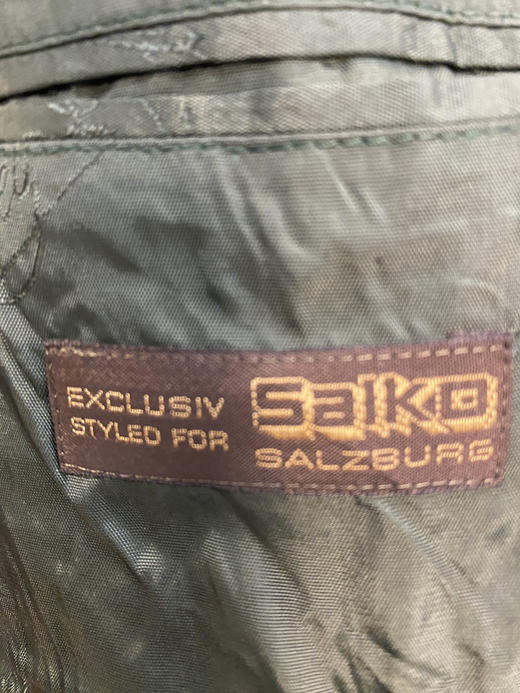 EXCLUSIV
STYLED FOR
Salko
SALZBURG